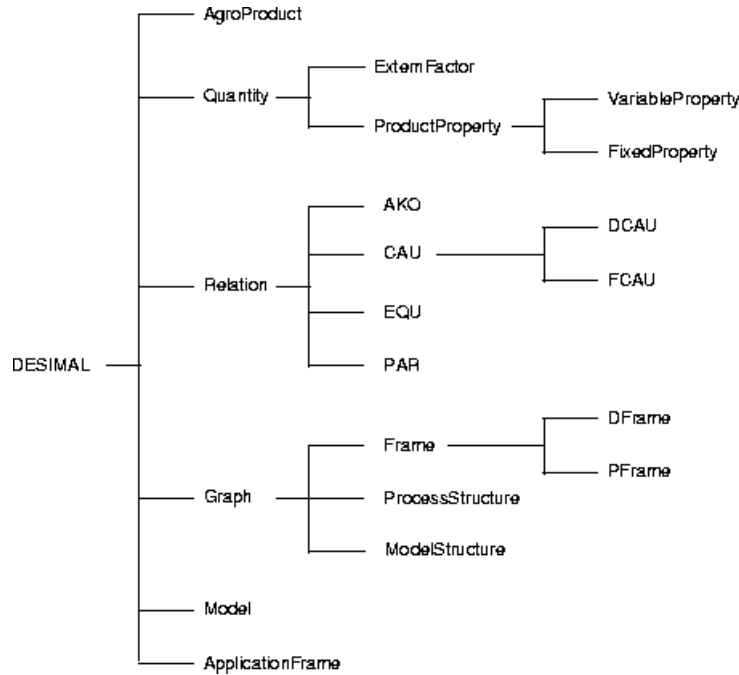 AgroProduct
ExternFactor
Quantity
VariableProperty
ProductProperty
FixedProperty
AKO
DCAU
CAU
FCAU
Relation
EQU
DESIMAL
PAR
DFrame
Frame
PFrame
Graph
ProcessStructure
ModelStructure
Model
ApplicationFrame